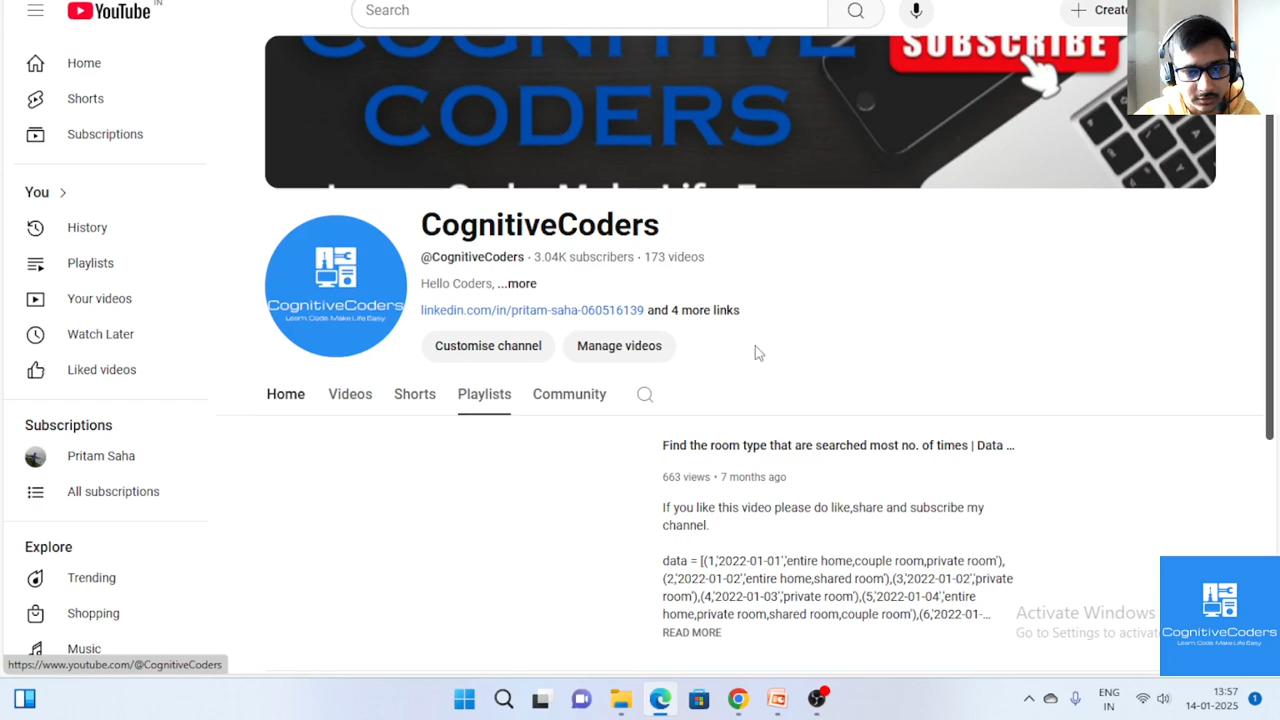 IN
YouTube
Search
Create
Home
Shorts
Subscriptions
You
History
Playlists
Your videos
Watch Later
Liked videos
Subscriptions
Pritam Saha
All subscriptions
Explore
Trending
Shopping
Music
https://www.youtube.com/@CognitiveCoders
COGNITIVE
CODERS
SUBSCRIBE
CognitiveCoders
@CognitiveCoders · 3.04K subscribers · 173 videos
Hello Coders, ...more
linkedin.com/in/pritam-saha-060516139 and 4 more links
Customise channel
Manage videos
CognitiveCoders
Learn Code.Make Life Easy
Home
Videos
Shorts
Playlists
Community
Find the room type that are searched most no. of times | Data ...
663 views • 7 months ago
If you like this video please do like,share and subscribe my
channel.
data = [(1,'2022-01-01','entire home,couple room,private room'),
(2,'2022-01-02','entire home,shared room'),(3,'2022-01-02','private
room'),(4,'2022-01-03','private room'),(5,'2022-01-04','entire
home,private room,shared room,couple room'),(6,'2022-01-...
READ MORE
Activate Windows
Go to Settings to activate
CognitiveCoders
Learn Code.Make Life Easy
ENG
IN
13:57
14-01-2025
1